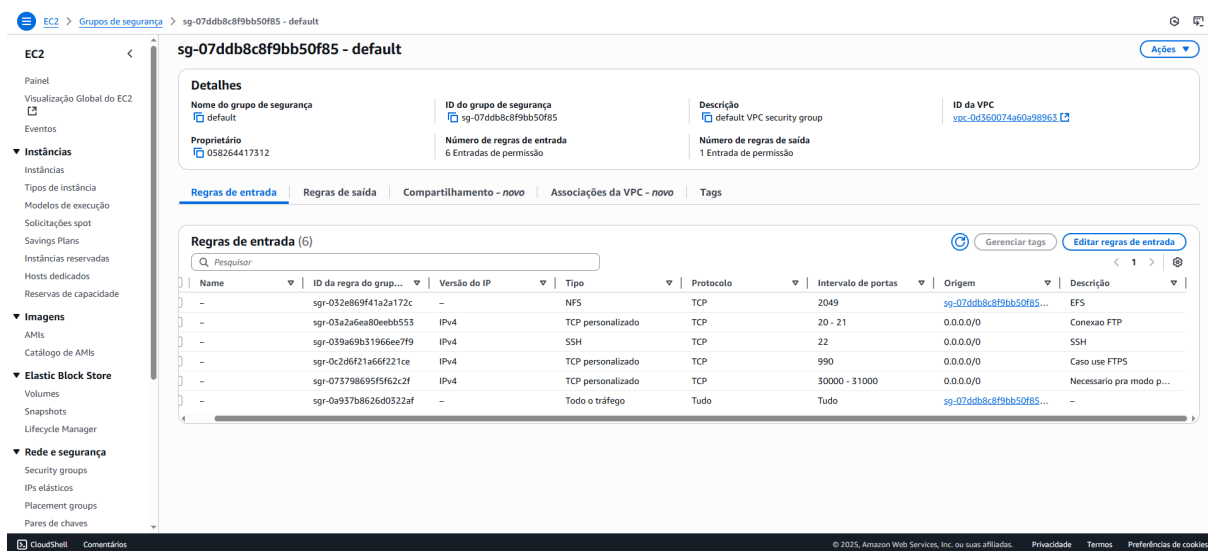 EC2 > Grupos de segurança > sg-07ddb8c8f9bb50f85 - default
EC2
Painel
Visualização Global do EC2
Eventos
Instâncias
Instâncias
Tipos de instância
Modelos de execução
Solicitações spot
Savings Plans
Instâncias reservadas
Hosts dedicados
Reservas de capacidade
Imagens
AMIs
Catálogo de AMIs
Elastic Block Store
Volumes
Snapshots
Lifecycle Manager
Rede e segurança
Security groups
IPs elásticos
Placement groups
Pares de chaves
sg-07ddb8c8f9bb50f85 - default
Ações
Detalhes
Nome do grupo de segurança ID do grupo de segurança Descrição ID da VPC
default sg-07ddb8c8f9bb50f85 default VPC security group vpc-0d360074a60a98963
Proprietário Número de regras de entrada Número de regras de saída
058264417312 6 Entradas de permissão 1 Entrada de permissão
Regras de entrada Regras de saída Compartilhamento - novo Associações da VPC - novo Tags
Regras de entrada (6) Gerenciar tags Editar regras de entrada
Pesquisar < 1 >
Name ID da regra do grup... Versão do IP Tipo Protocolo Intervalo de portas Origem Descrição
– sgr-032e869f41a2a172c – NFS TCP 2049 sg-07ddb8c8f9bb50f85... EFS
– sgr-03a2a6ea80eebb553 IPv4 TCP personalizado TCP 20 - 21 0.0.0.0/0 Conexao FTP
– sgr-039a69b31966ee7f9 IPv4 SSH TCP 22 0.0.0.0/0 SSH
– sgr-0c2d6f21a66f221ce IPv4 TCP personalizado TCP 990 0.0.0.0/0 Caso use FTPS
– sgr-073798695f5f62c2f IPv4 TCP personalizado TCP 30000 - 31000 0.0.0.0/0 Necessario pra modo p...
– sgr-0a937b8626d0322af – Todo o tráfego Tudo Tudo sg-07ddb8c8f9bb50f85... –
CloudShell Comentários © 2025, Amazon Web Services, Inc. ou suas afiliadas. Privacidade Termos Preferências de cookies